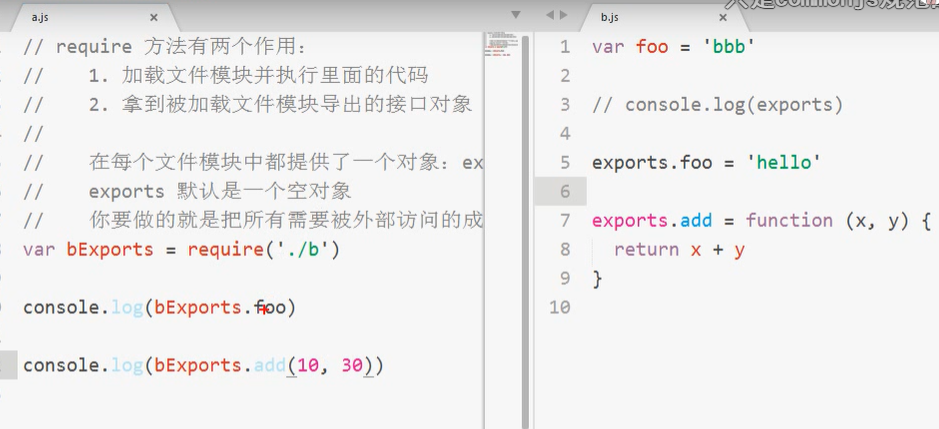 a.js
// require 方法有两个作用：
// 1. 加载文件模块并执行里面的代码
// 2. 拿到被加载文件模块导出的接口对象
//
// 在每个文件模块中都提供了一个对象：ex
// exports 默认是一个空对象
// 你要做的就是把所有需要被外部访问的成
var bExports = require('./b')
console.log(bExports.foo)
console.log(bExports.add(10, 30))
b.js
1 var foo = 'bbb'
2
3 // console.log(exports)
4
5 exports.foo = 'hello'
6
7 exports.add = function (x, y) {
8 return x + y
9 }
10